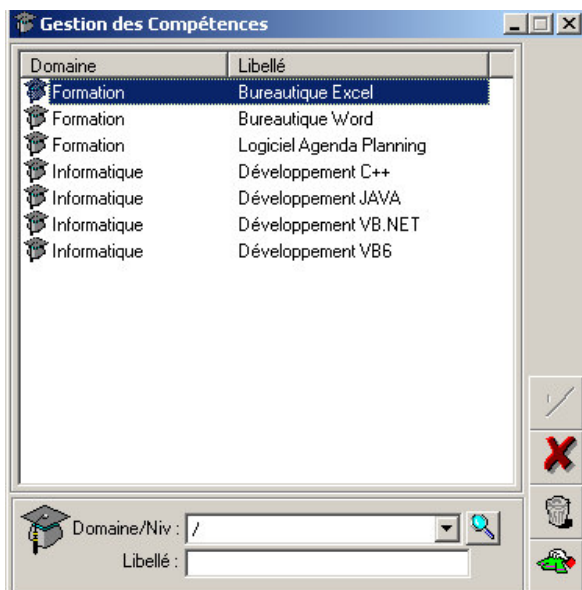 Gestion des Compétences
Domaine Libellé
Formation Bureautique Excel
Formation Bureautique Word
Formation Logiciel Agenda Planning
Informatique Développement C++
Informatique Développement JAVA
Informatique Développement VB.NET
Informatique Développement VB6
Domaine/Niv : /
Libellé :